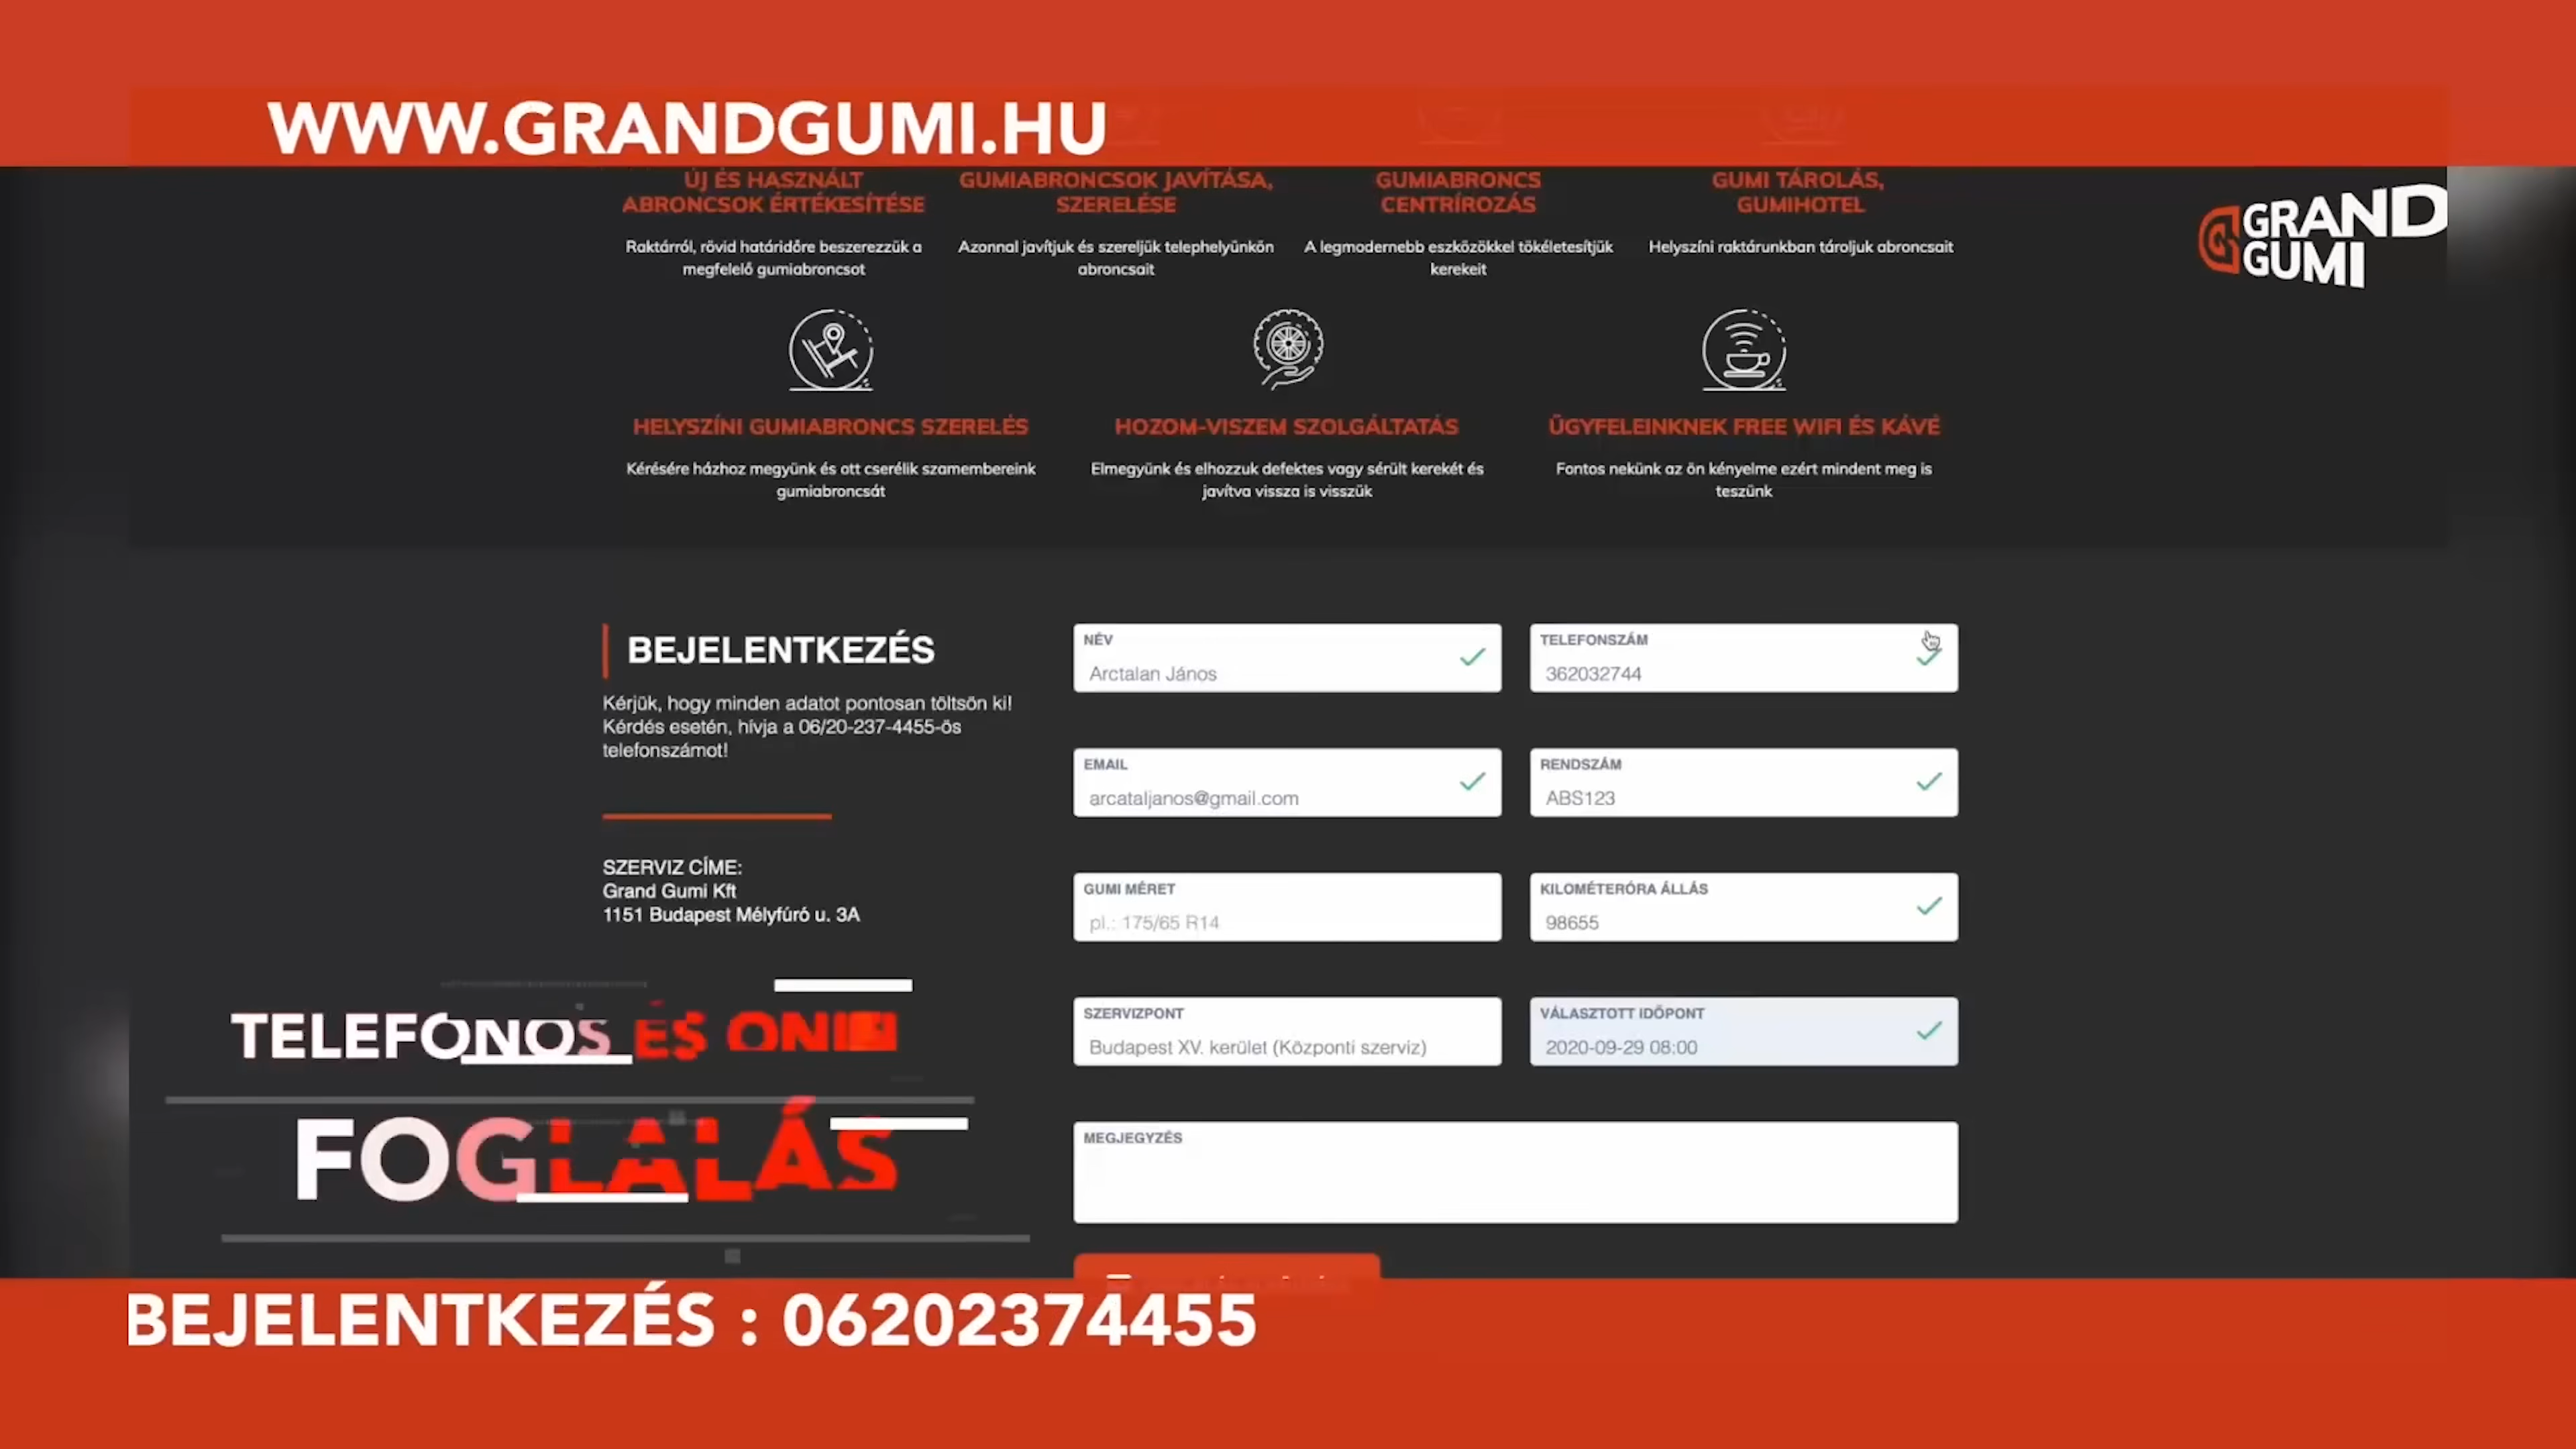 WWW.GRANDGUMI.HU
ÚJ ÉS HASZNÁLT
ABRONCSOK ÉRTÉKESÍTÉSE
Raktárról, rövid határidőre beszerezzük a
megfelelő gumiabroncsot
GUMIABRONCSOK JAVÍTÁSA,
SZERELÉSE
Azonnal javítjuk és szereljük telephelyünkön
abroncsait
GUMIABRONCS
CENTRÍROZÁS
A legmodernebb eszközökkel tökéletesítjük
kerekeit
GUMI TÁROLÁS,
GUMIHOTEL
Helyszíni raktárunkban tároljuk abroncsait
GRAND
GUMI
HELYSZÍNI GUMIABRONCS SZERELÉS
Kérésére házhoz megyünk és ott cserélik szamembereink
gumiabroncsát
HOZOM-VISZEM SZOLGÁLTATÁS
Elmegyünk és elhozzuk defektes vagy sérült kerekét és
javítva vissza is visszük
ÜGYFELEINKNEK FREE WIFI ÉS KÁVÉ
Fontos nekünk az ön kényelme ezért mindent meg is
teszünk
BEJELENTKEZÉS
Kérjük, hogy minden adatot pontosan töltsön ki!
Kérdés esetén, hívja a 06/20-237-4455-ös
telefonszámot!
SZERVIZ CÍME:
Grand Gumi Kft
1151 Budapest Mélyfúró u. 3A
NÉV
Arctalan János
TELEFONSZÁM
362032744
EMAIL
arcataljanos@gmail.com
RENDSZÁM
ABS123
GUMI MÉRET
pl.: 175/65 R14
KILOMÉTERÓRA ÁLLÁS
98655
SZERVIZPONT
Budapest XV. kerület (Központi szerviz)
VÁLASZTOTT IDŐPONT
2020-09-29 08:00
MEGJEGYZÉS
TELEFONOS ÉS
FOGLALÁS
BEJELENTKEZÉS : 06202374455